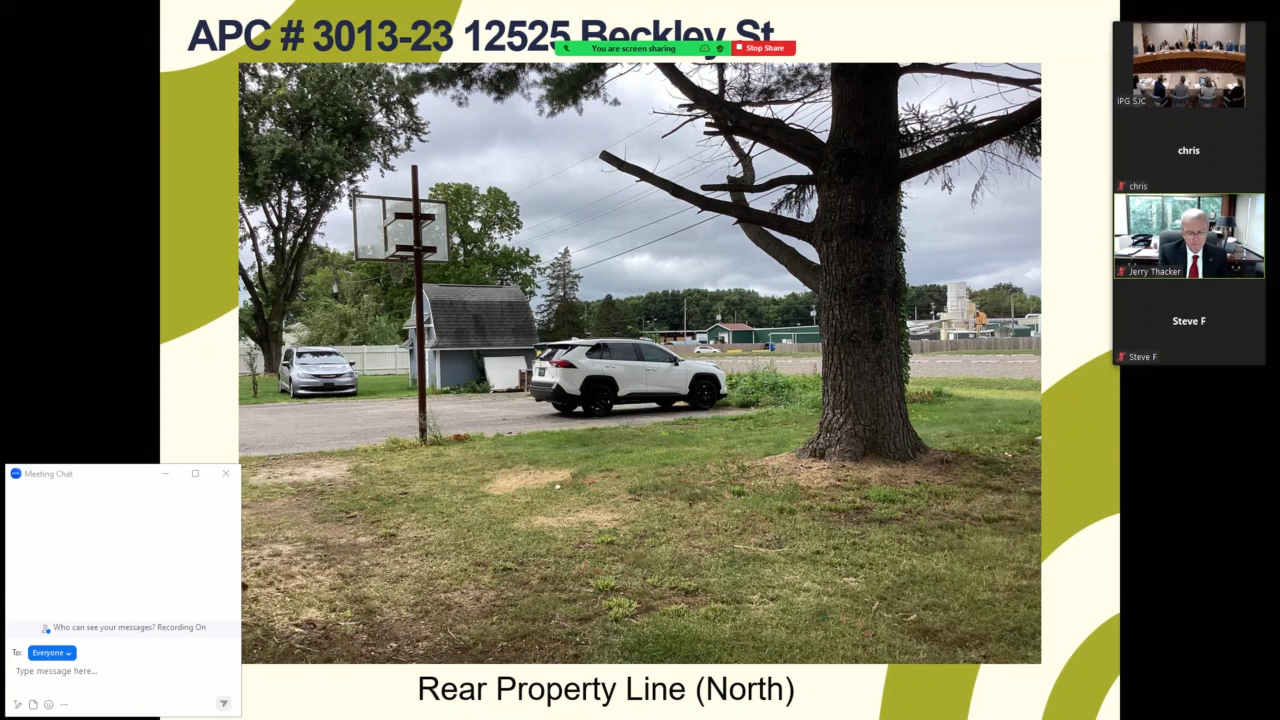 APC # 3013-23 12525 Beckley St
You are screen sharing
Stop Share
IPG SJC
chris
chris
Jerry Thacker
Steve F
Steve F
Meeting Chat
Who can see your messages? Recording On
To: Everyone
Type message here...
Rear Property Line (North)